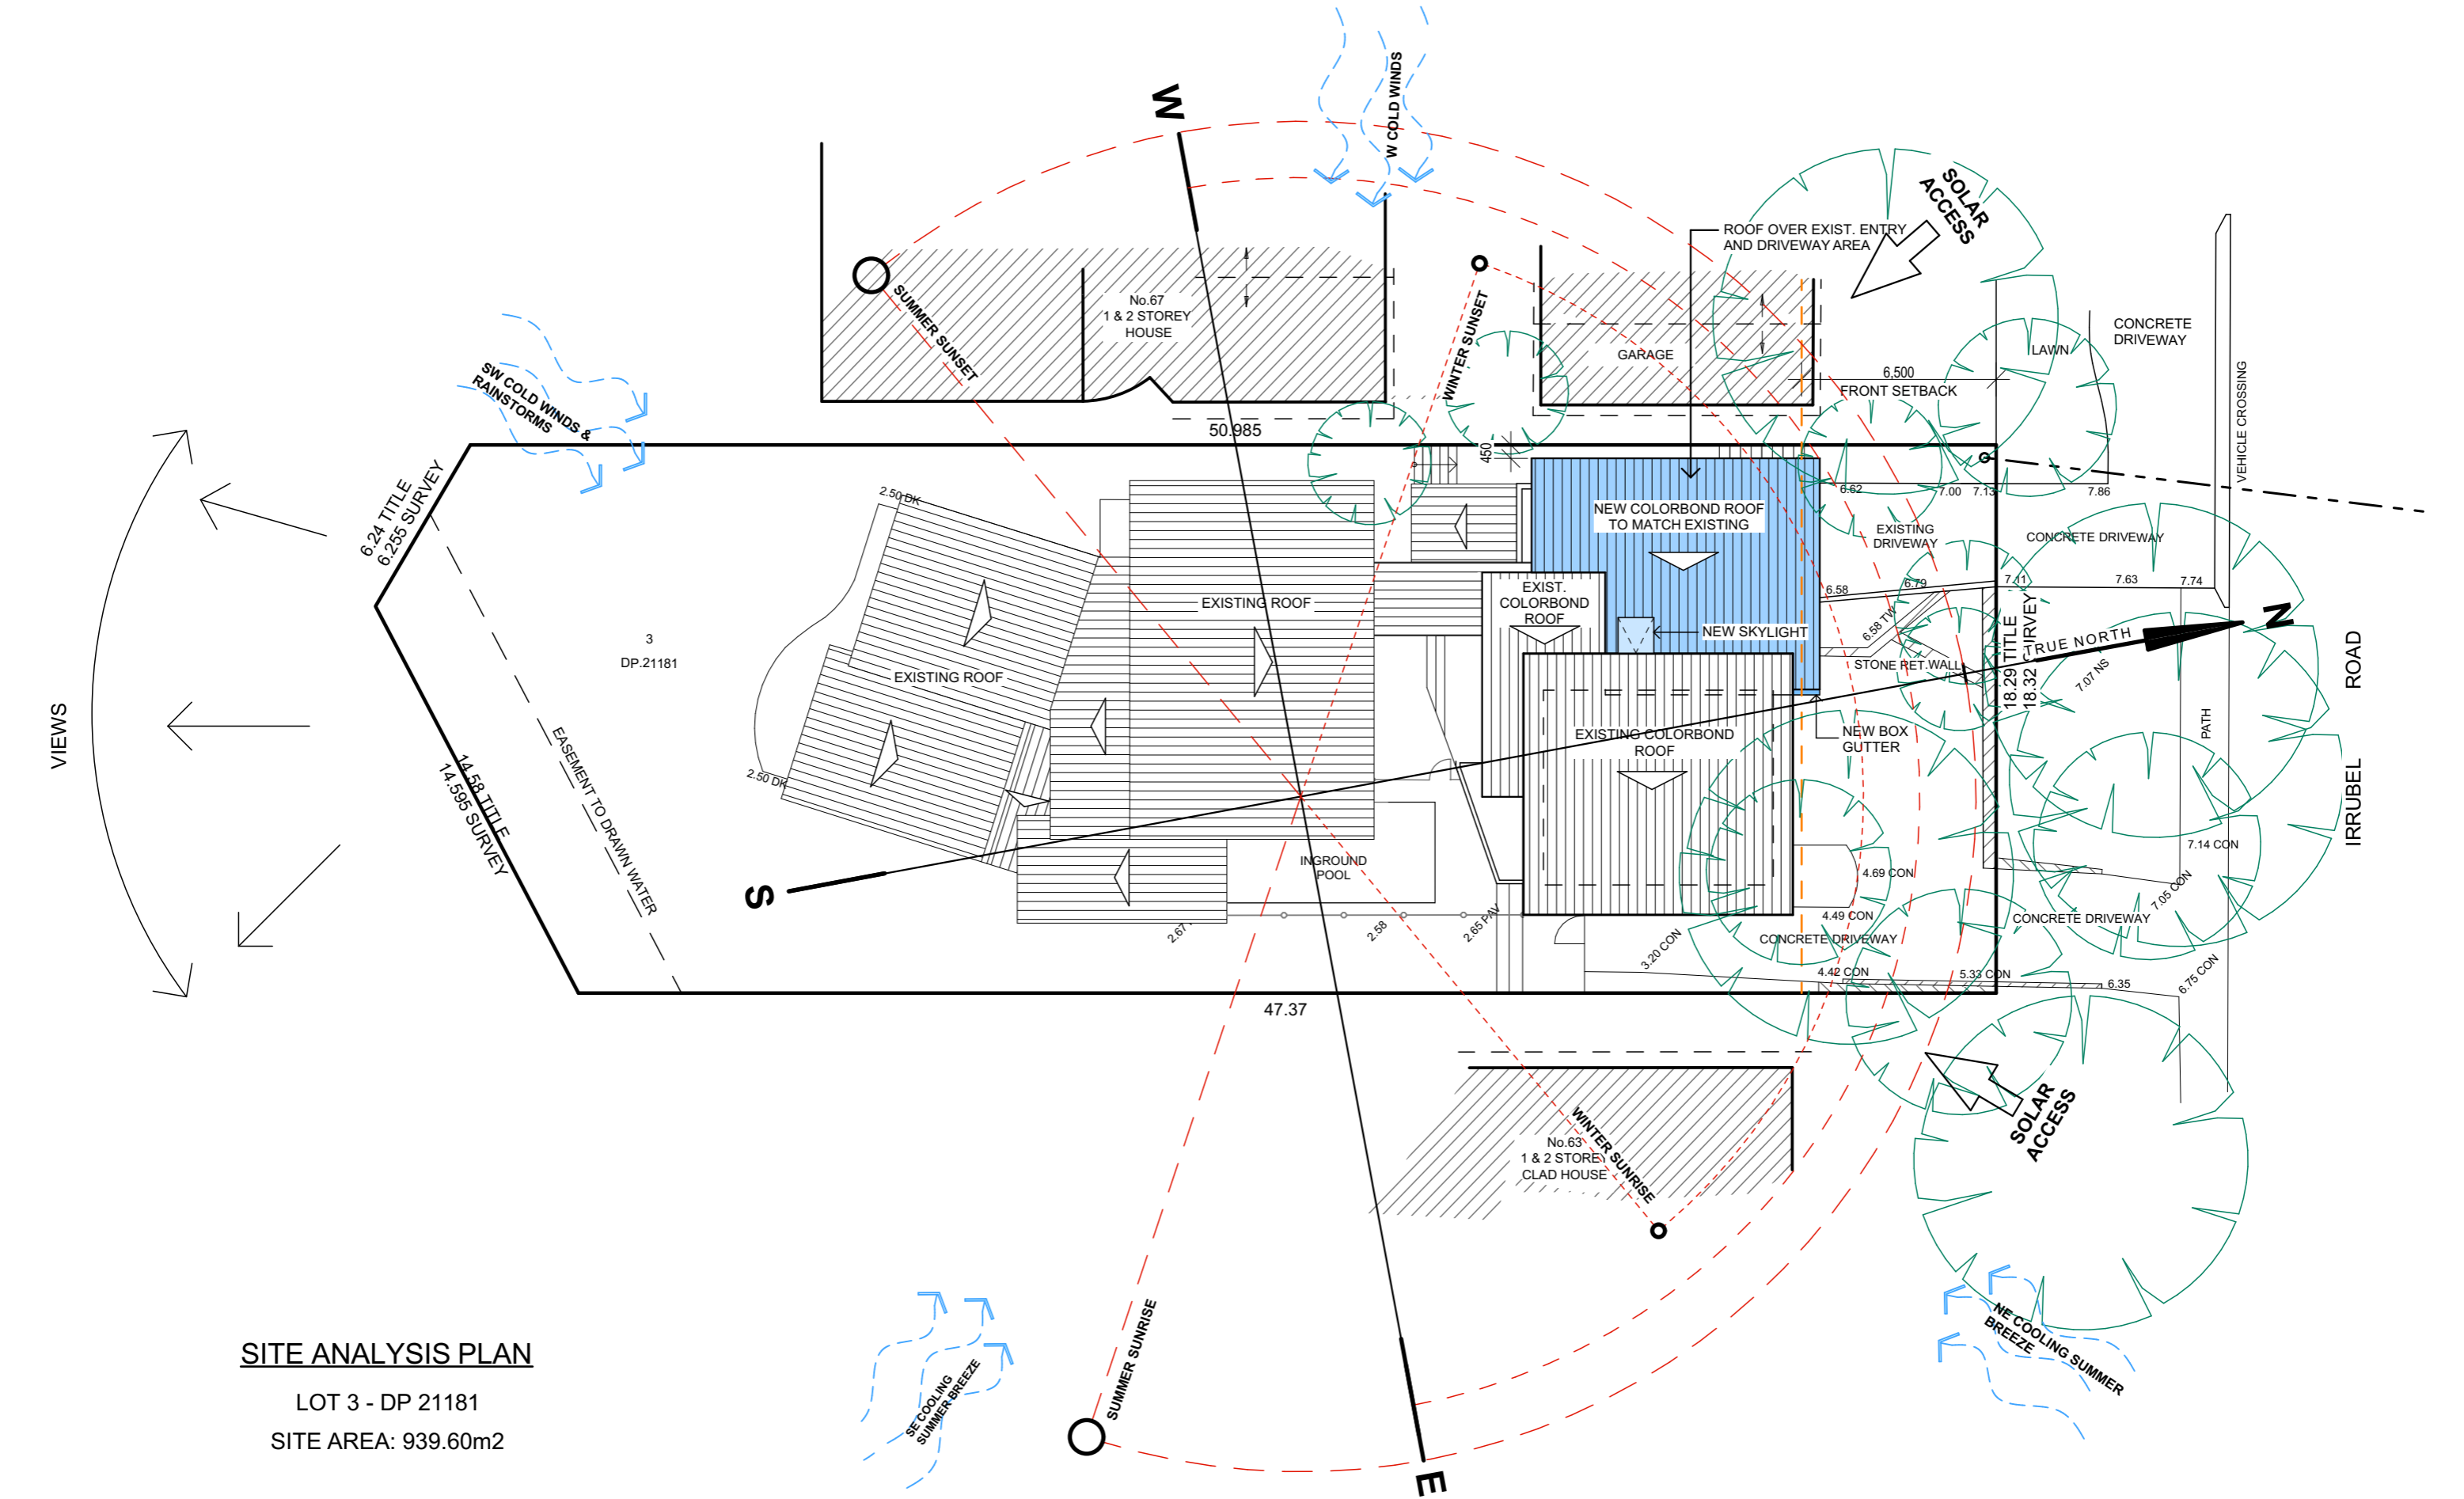 W
W COLD WINDS
SOLAR
ACCESS
ROOF OVER EXIST. ENTRY
AND DRIVEWAY AREA
SUMMER SUNSET
No.67
1 & 2 STOREY
HOUSE
WINTER SUNSET
GARAGE
LAWN
CONCRETE
DRIVEWAY
VEHICLE CROSSING
6,500
FRONT SETBACK
SW COLD WINDS &
RAINSTORMS
50.985
450
6.24 TITLE
6.255 SURVEY
2.50 DK
NEW COLORBOND ROOF
TO MATCH EXISTING
6.62
7.00
7.13
7.86
EXISTING
DRIVEWAY
CONCRETE DRIVEWAY
6.58
6.79
7.11
7.63
7.74
EXISTING ROOF
EXIST.
COLORBOND
ROOF
NEW SKYLIGHT
6.58 TW
STONE RET.WALL
18.29 TITLE
18.32 SURVEY
TRUE NORTH
N
7.07 NS
3
DP.21181
EXISTING ROOF
VIEWS
PATH
IRRUBEL ROAD
EXISTING COLORBOND
ROOF
NEW BOX
GUTTER
2.50 DK
14.58 TITLE
14.595 SURVEY
EASEMENT TO DRAWN WATER
S
INGROUND
POOL
4.69 CON
7.14 CON
7.05 CON
4.49 CON
CONCRETE DRIVEWAY
CONCRETE DRIVEWAY
2.67
2.58
2.65 PAV
3.20 CON
4.42 CON
5.33 CON
6.35
6.75 CON
47.37
No.63
1 & 2 STOREY
CLAD HOUSE
WINTER SUNRISE
SOLAR
ACCESS
SUMMER SUNRISE
SE COOLING
SUMMER BREEZE
NE COOLING SUMMER
BREEZE
E
SITE ANALYSIS PLAN
LOT 3 - DP 21181
SITE AREA: 939.60m2